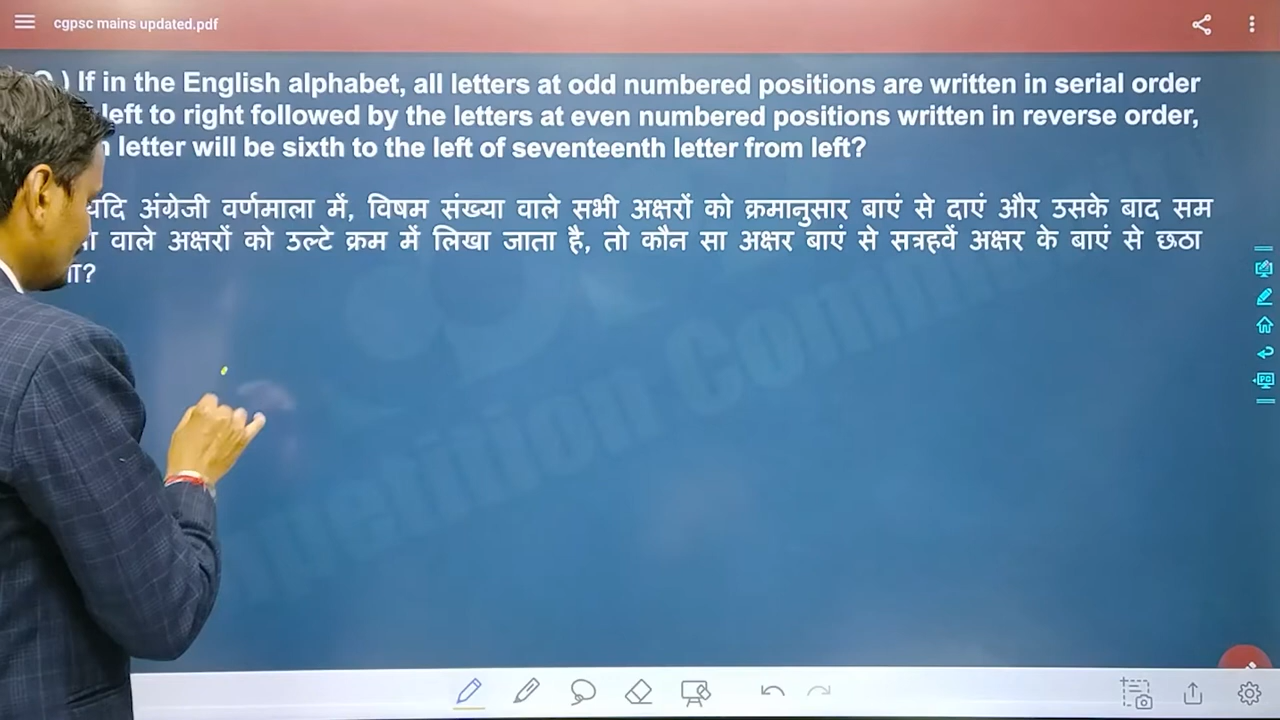 cgpsc mains updated.pdf
) If in the English alphabet, all letters at odd numbered positions are written in serial order
left to right followed by the letters at even numbered positions written in reverse order,
letter will be sixth to the left of seventeenth letter from left?
यदि अंग्रेजी वर्णमाला में, विषम संख्या वाले सभी अक्षरों को क्रमानुसार बाएं से दाएं और उसके बाद सम
वाले अक्षरों को उल्टे क्रम में लिखा जाता है, तो कौन सा अक्षर बाएं से सत्रहवें अक्षर के बाएं से छठा